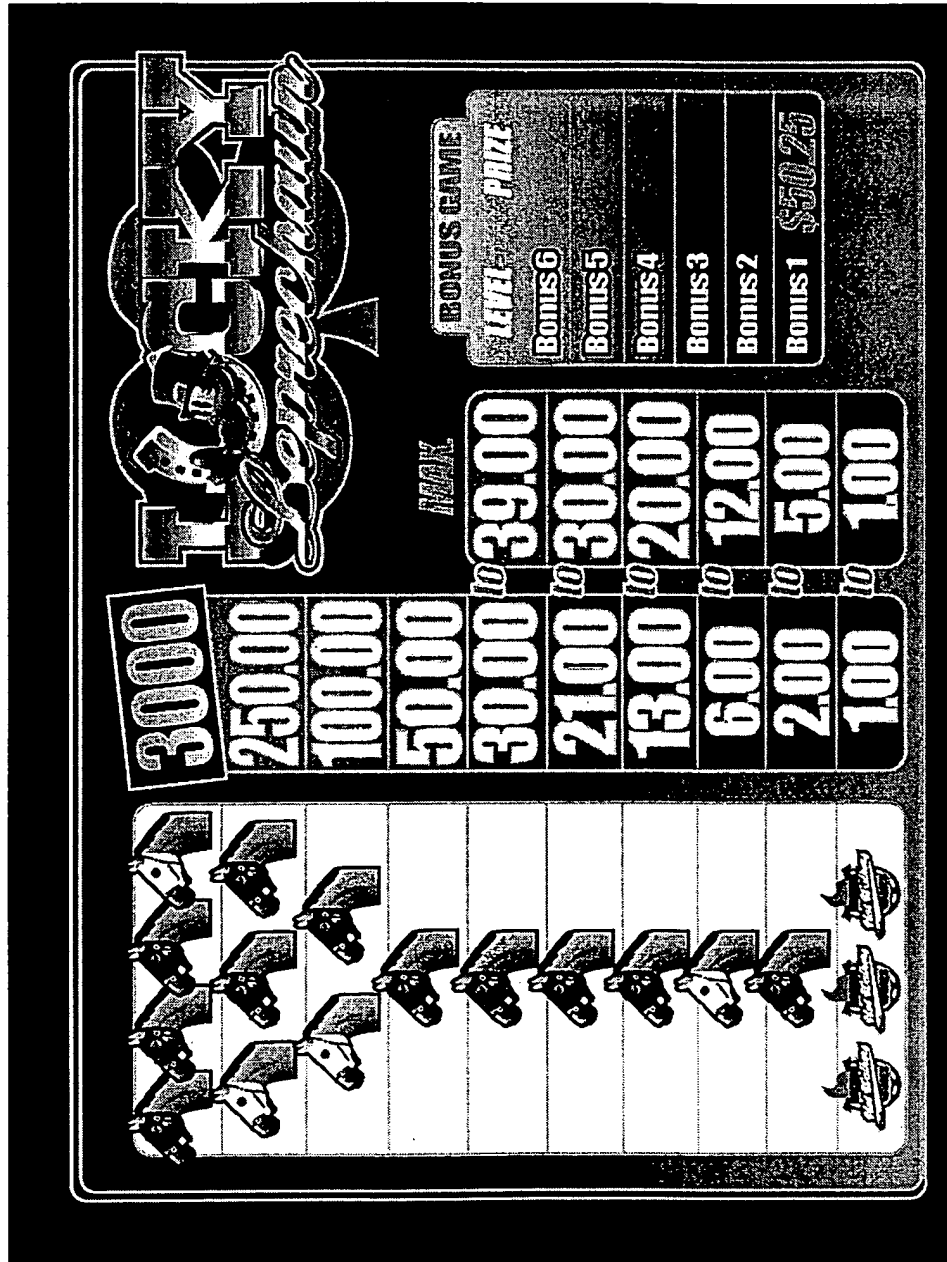 LUCKY
Leprechaun
3000
250.00
100.00
50.00
MAX
30.00 TO 39.00
21.00 TO 30.00
13.00 TO 20.00
6.00 TO 12.00
2.00 TO 5.00
1.00 TO 1.00
BONUS GAME
LEVEL PRIZE
Bonus 6
Bonus 5
Bonus 4
Bonus 3
Bonus 2
Bonus 1 $50.25